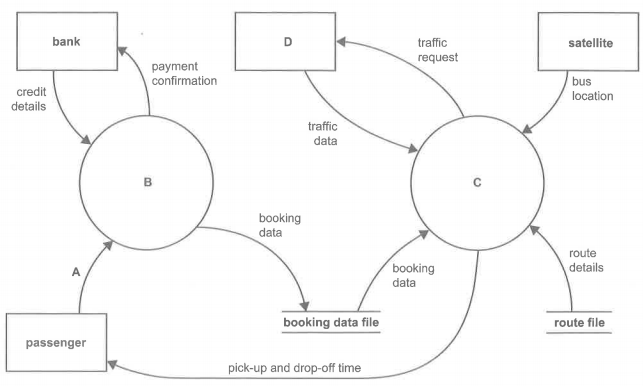 bank
D
satellite
payment
confirmation
traffic
request
credit
details
bus
location
traffic
data
B
C
booking
data
A
booking
data
route
details
booking data file
route file
passenger
pick-up and drop-off time